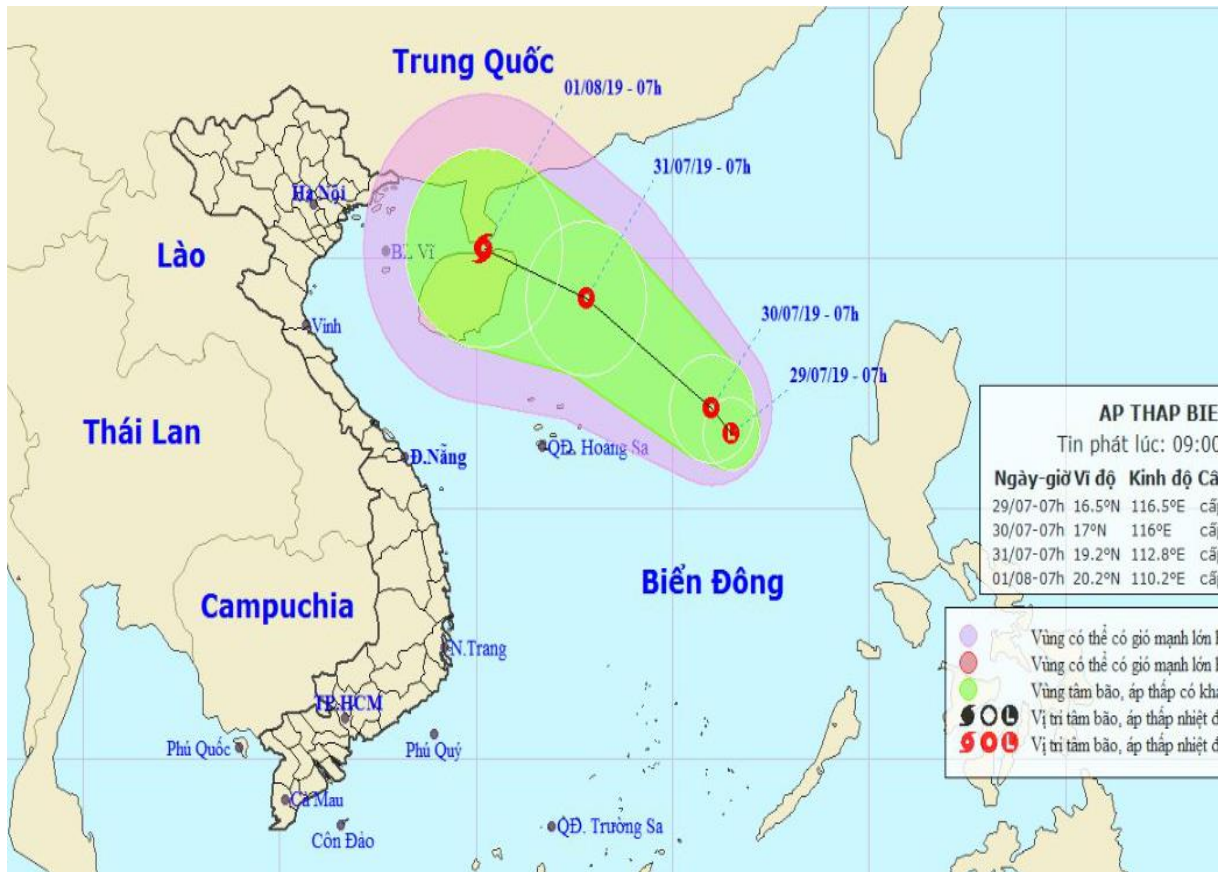 Trung Quốc
01/08/19 - 07h
31/07/19 - 07h
Hà Nội
BL Vĩ
Lào
30/07/19 - 07h
Vinh
29/07/19 - 07h
Thái Lan
Đ.Nẵng
QĐ. Hoàng Sa
AP THAP BIE
Tin phát lúc: 09:00
Ngày-giờ Vĩ độ Kinh độ Cấ
29/07-07h 16.5ºN 116.5ºE cấp
30/07-07h 17ºN 116ºE cấp
31/07-07h 19.2ºN 112.8ºE cấp
01/08-07h 20.2ºN 110.2ºE cấp
Biển Đông
Campuchia
N.Trang
TP.HCM
Phú Quốc
Phú Quý
Cà Mau
Côn Đảo
QĐ. Trường Sa
Vùng có thể có gió mạnh lớn
Vùng có thể có gió mạnh lớn
Vùng tâm bão, áp thấp có khả
Vị trí tâm bão, áp thấp nhiệt đ
Vị trí tâm bão, áp thấp nhiệt đ